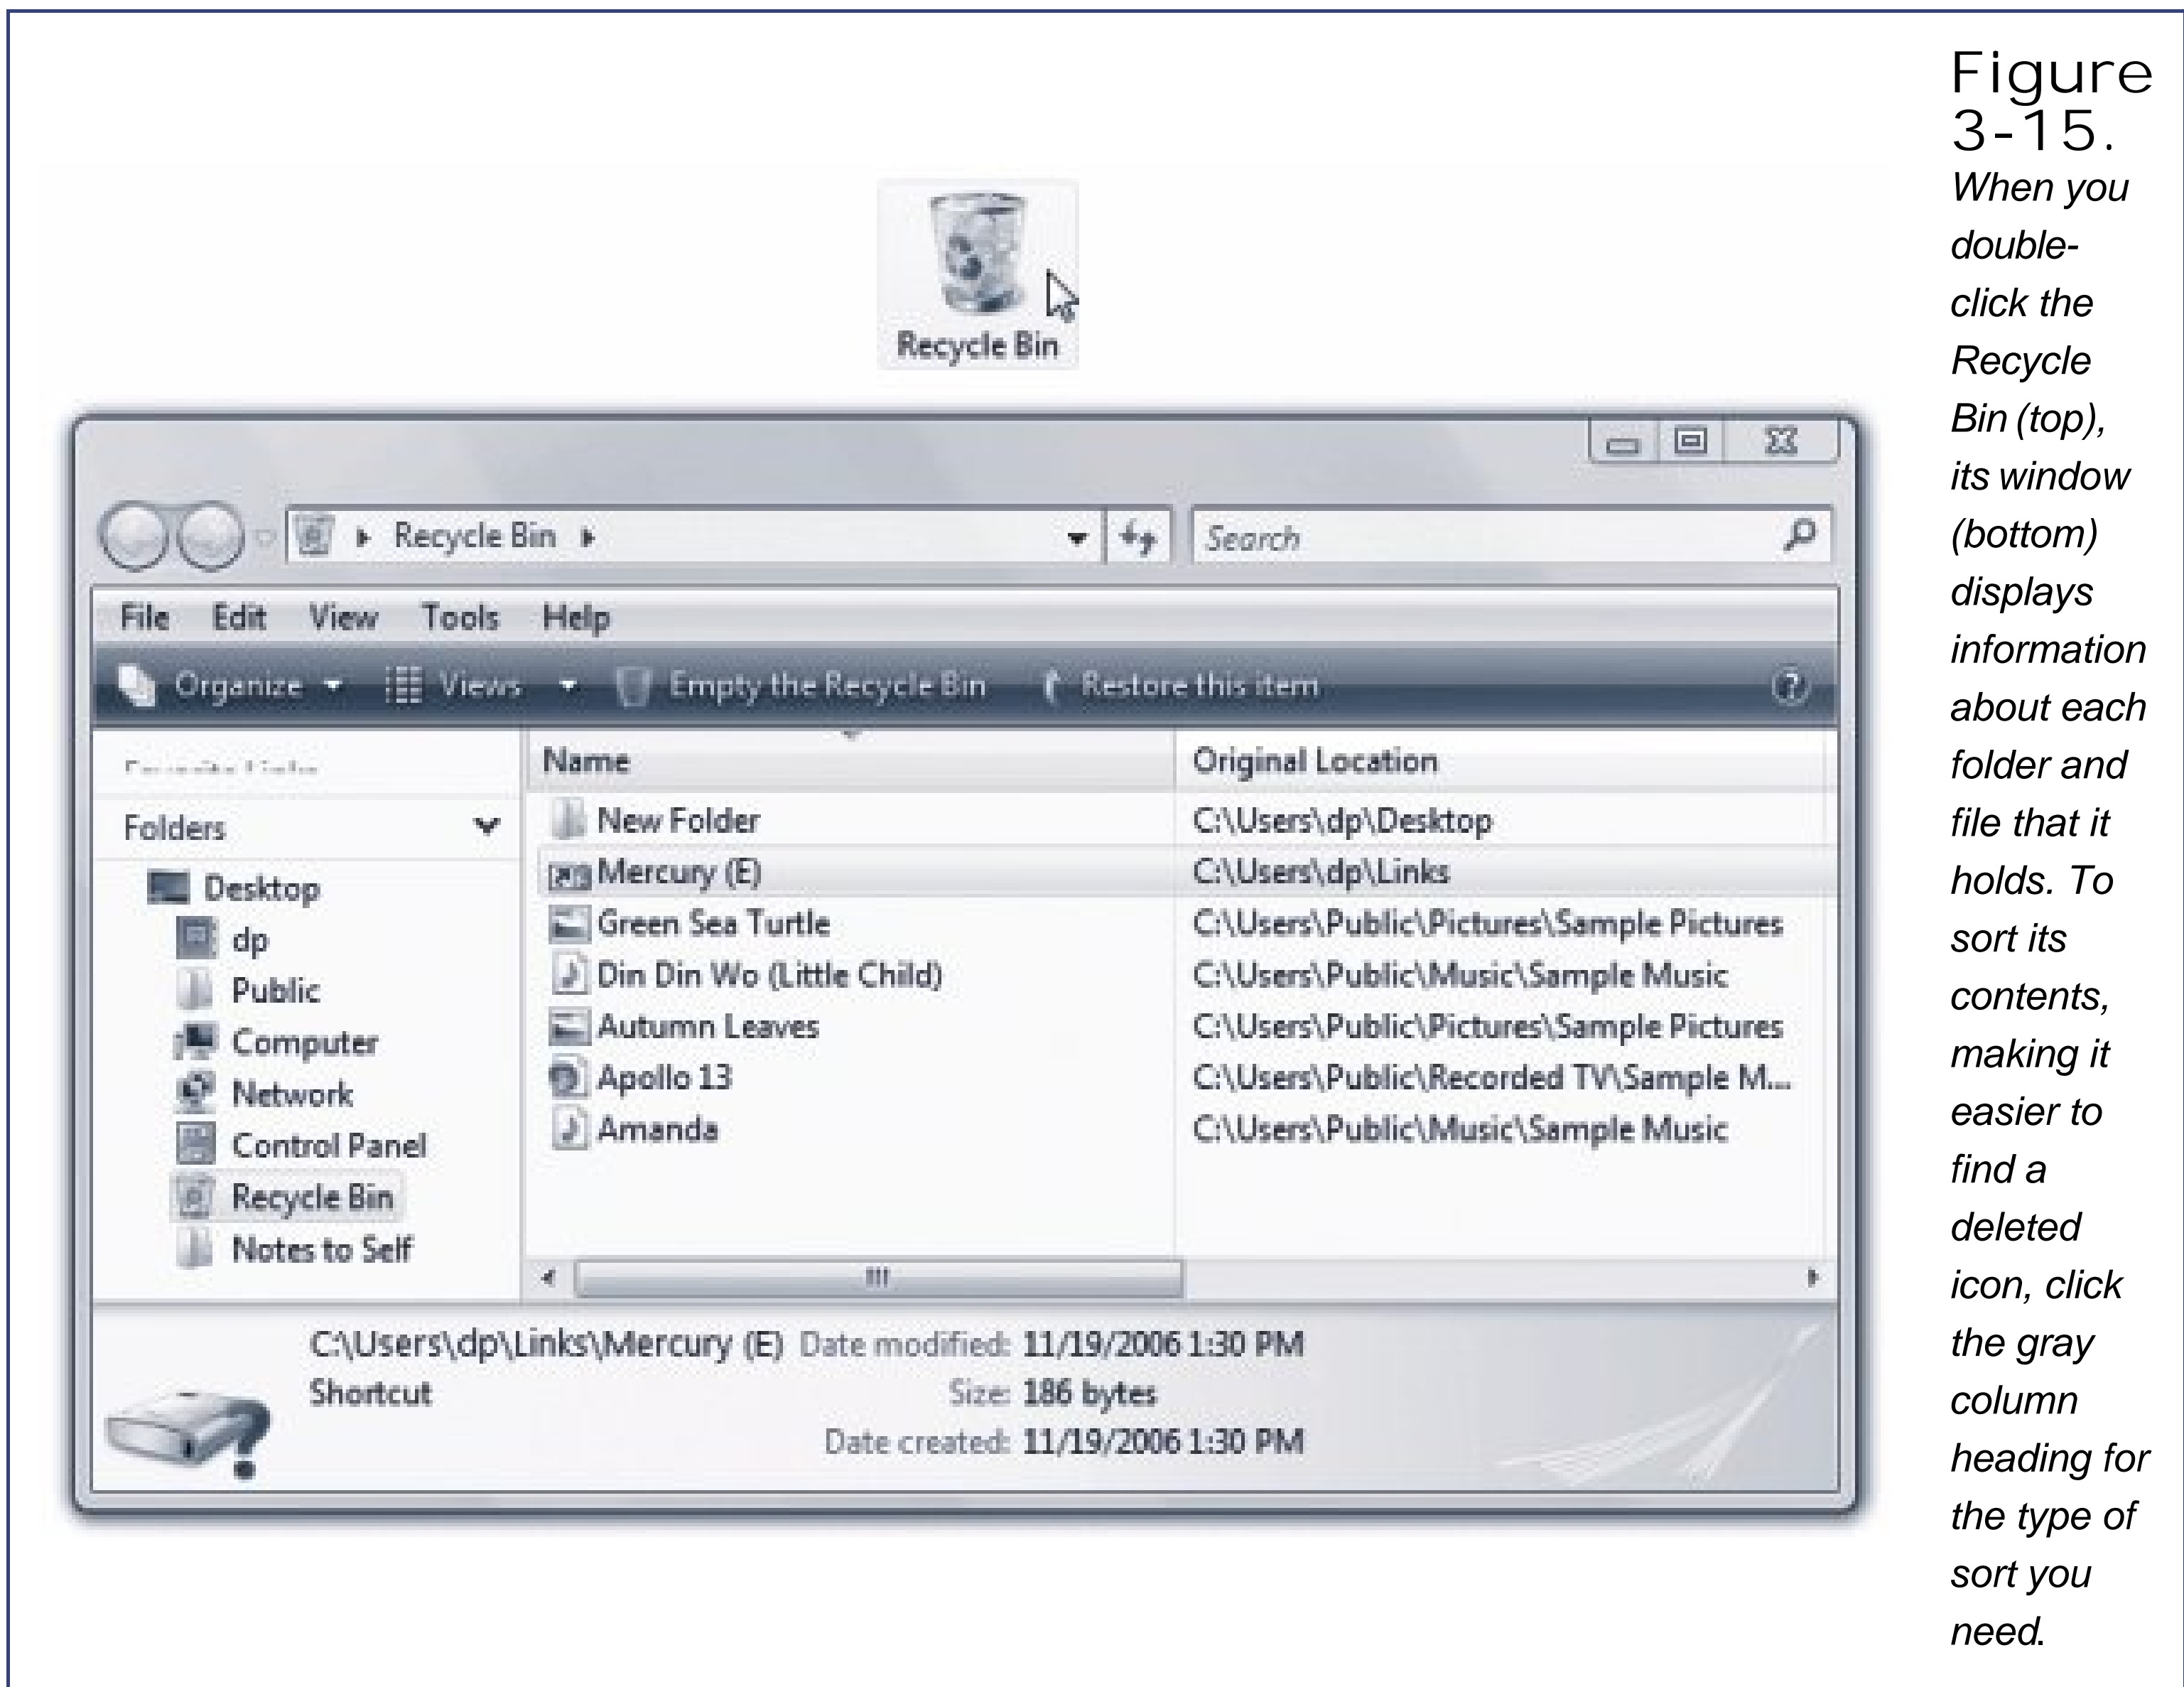 Recycle Bin
Recycle Bin
Search
File Edit View Tools Help
Organize Views Empty the Recycle Bin Restore this item
Name Original Location
Folders
New Folder C:\Users\dp\Desktop
Mercury (E) C:\Users\dp\Links
Green Sea Turtle C:\Users\Public\Pictures\Sample Pictures
Din Din Wo (Little Child) C:\Users\Public\Music\Sample Music
Autumn Leaves C:\Users\Public\Pictures\Sample Pictures
Apollo 13 C:\Users\Public\Recorded TV\Sample M...
Amanda C:\Users\Public\Music\Sample Music
Desktop
dp
Public
Computer
Network
Control Panel
Recycle Bin
Notes to Self
C:\Users\dp\Links\Mercury (E) Date modified: 11/19/2006 1:30 PM
Shortcut Size: 186 bytes
Date created: 11/19/2006 1:30 PM
Figure
3-15.
When you
double-
click the
Recycle
Bin (top),
its window
(bottom)
displays
information
about each
folder and
file that it
holds. To
sort its
contents,
making it
easier to
find a
deleted
icon, click
the gray
column
heading for
the type of
sort you
need.